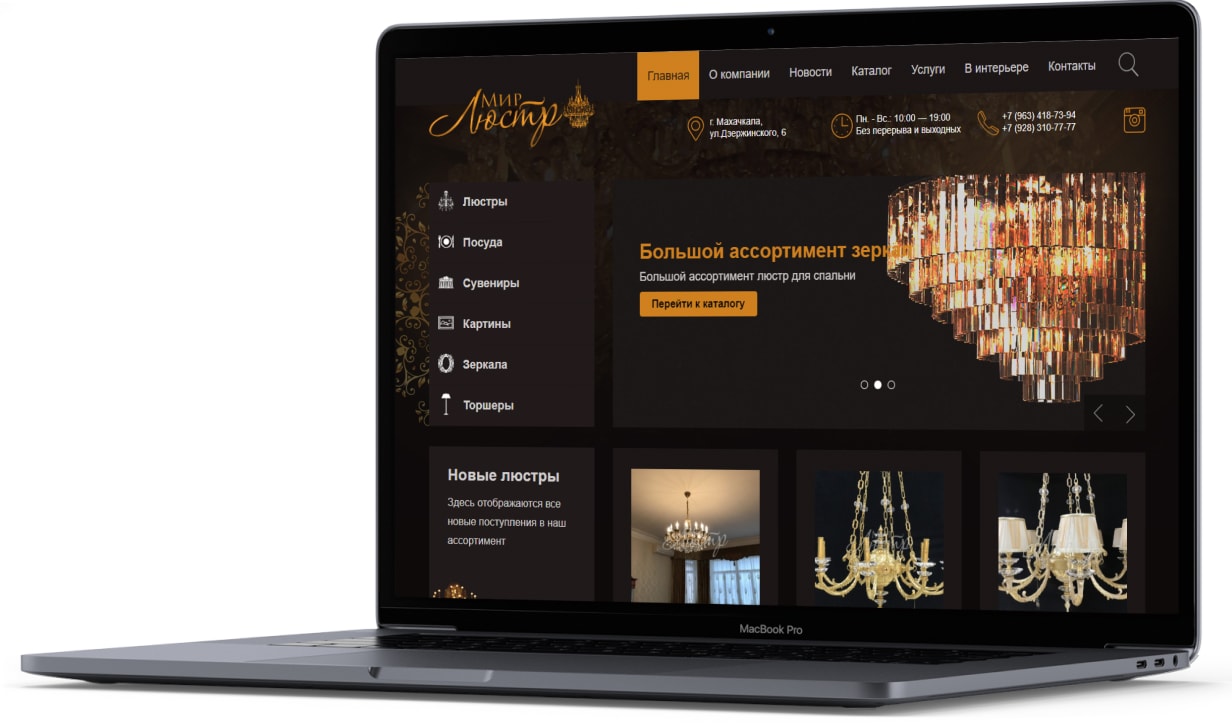 Главная
О компании
Новости
Каталог
Услуги
В интерьере
Контакты
МИР
Люстр
г. Махачкала,
ул.Дзержинского, 6
Пн. - Вс.: 10:00 — 19:00
Без перерыва и выходных
+7 (963) 418-73-94
+7 (928) 310-77-77
Люстры
Посуда
Сувениры
Картины
Зеркала
Торшеры
Большой ассортимент зеркал
Большой ассортимент люстр для спальни
Перейти к каталогу
Новые люстры
Здесь отображаются все
новые поступления в наш
ассортимент
MacBook Pro